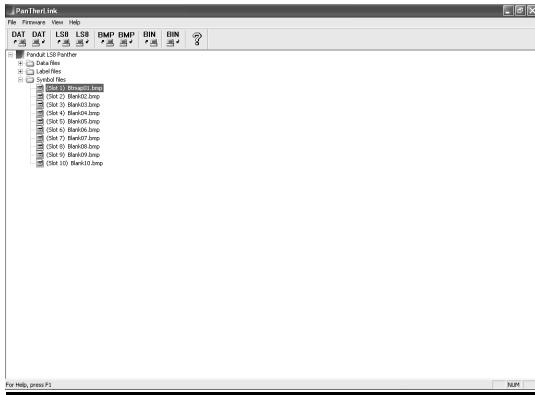 PanTherLink
File Firmware View Help
DAT DAT LS8 LS8 BMP BMP BIN BIN
Panduit LS8 Panther
Data files
Label files
Symbol files
(Slot 1) Btmap01.bmp
(Slot 2) Blank02.bmp
(Slot 3) Blank03.bmp
(Slot 4) Blank04.bmp
(Slot 5) Blank05.bmp
(Slot 6) Blank06.bmp
(Slot 7) Blank07.bmp
(Slot 8) Blank08.bmp
(Slot 9) Blank09.bmp
(Slot 10) Blank10.bmp
For Help, press F1 NUM